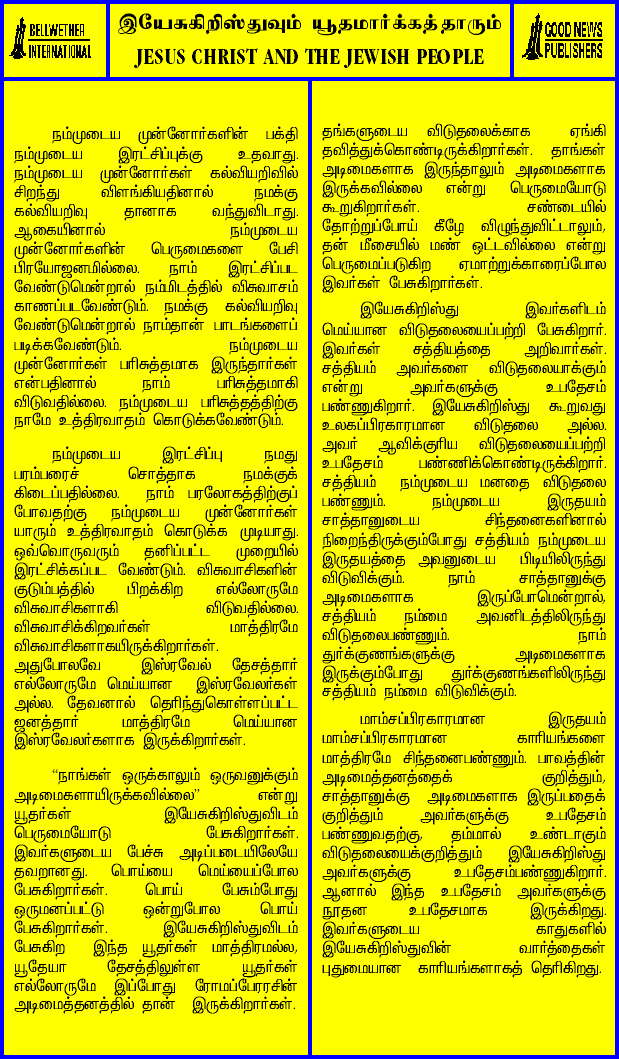 BELLWETHER
INTERNATIONAL
இயேசுகிறிஸ்துவும் யூதமார்க்கத்தாரும்
JESUS CHRIST AND THE JEWISH PEOPLE
GOOD NEWS
PUBLISHERS
நம்முடைய முன்னோர்களின் பக்தி
நம்முடைய இரட்சிப்புக்கு உதவாது.
நம்முடைய முன்னோர்கள் கல்வியறிவில்
சிறந்து விளங்கியதினால் நமக்கு
கல்வியறிவு தானாக வந்துவிடாது.
ஆகையினால் நம்முடைய
முன்னோர்களின் பெருமைகளை பேசி
பிரயோஜனமில்லை. நாம் இரட்சிப்பட
வேண்டுமென்றால் நம்மிடத்தில் விசுவாசம்
காணப்படவேண்டும். நமக்கு கல்வியறிவு
வேண்டுமென்றால் நாம்தான் பாடங்களைப்
படிக்கவேண்டும். நம்முடைய
முன்னோர்கள் பரிசுத்தமாக இருந்தார்கள்
என்பதினால் நாம் பரிசுத்தமாகி
விடுவதில்லை. நம்முடைய பரிசுத்தத்திற்கு
நாமே உத்திரவாதம் கொடுக்கவேண்டும்.
நம்முடைய இரட்சிப்பு நமது
பரம்பரைச் சொத்தாக நமக்குக்
கிடைப்பதில்லை. நாம் பரலோகத்திற்குப்
போவதற்கு நம்முடைய முன்னோர்கள்
யாரும் உத்திரவாதம் கொடுக்க முடியாது.
ஒவ்வொருவரும் தனிப்பட்ட முறையில்
இரட்சிக்கப்பட வேண்டும். விசுவாசிகளின்
குடும்பத்தில் பிறக்கிற எல்லோருமே
விசுவாசிகளாகி விடுவதில்லை.
விசுவாசிக்கிறவர்கள் மாத்திரமே
விசுவாசிகளாகயிருக்கிறார்கள்.
அதுபோலவே இஸ்ரவேல் தேசத்தார்
எல்லோருமே மெய்யான இஸ்ரவேலர்கள்
அல்ல. தேவனால் தெரிந்துகொள்ளப்பட்ட
ஜனத்தார் மாத்திரமே மெய்யான
இஸ்ரவேலர்களாக இருக்கிறார்கள்.
“நாங்கள் ஒருக்காலும் ஒருவனுக்கும்
அடிமைகளாயிருக்கவில்லை” என்று
யூதர்கள் இயேசுகிறிஸ்துவிடம்
பெருமையோடு பேசுகிறார்கள்.
இவர்களுடைய பேச்சு அடிப்படையிலேயே
தவறானது. பொய்யை மெய்யைப்போல
பேசுகிறார்கள். பொய் பேசும்போது
ஒருமனப்பட்டு ஒன்றுபோல பொய்
பேசுகிறார்கள். இயேசுகிறிஸ்துவிடம்
பேசுகிற இந்த யூதர்கள் மாத்திரமல்ல,
யூதேயா தேசத்திலுள்ள யூதர்கள்
எல்லோருமே இப்போது ரோமப்பேரரசின்
அடிமைத்தனத்தில் தான் இருக்கிறார்கள்.
தங்களுடைய விடுதலைக்காக ஏங்கி
தவித்துக்கொண்டிருக்கிறார்கள். தாங்கள்
அடிமைகளாக இருந்தாலும் அடிமைகளாக
இருக்கவில்லை என்று பெருமையோடு
கூறுகிறார்கள். சண்டையில்
தோற்றுப்போய் கீழே விழுந்துவிட்டாலும்,
தன் மீசையில் மண் ஒட்டவில்லை என்று
பெருமைப்படுகிற ஏமாற்றுக்காரைப்போல
இவர்கள் பேசுகிறார்கள்.
இயேசுகிறிஸ்து இவர்களிடம்
மெய்யான விடுதலையைப்பற்றி பேசுகிறார்.
இவர்கள் சத்தியத்தை அறிவார்கள்.
சத்தியம் அவர்களை விடுதலையாக்கும்
என்று அவர்களுக்கு உபதேசம்
பண்ணுகிறார். இயேசுகிறிஸ்து கூறுவது
உலகப்பிரகாரமான விடுதலை அல்ல.
அவர் ஆவிக்குரிய விடுதலையைப்பற்றி
உபதேசம் பண்ணிக்கொண்டிருக்கிறார்.
சத்தியம் நம்முடைய மனதை விடுதலை
பண்ணும். நம்முடைய இருதயம்
சாத்தானுடைய சிந்தனைகளினால்
நிறைந்திருக்கும்போது சத்தியம் நம்முடைய
இருதயத்தை அவனுடைய பிடியிலிருந்து
விடுவிக்கும். நாம் சாத்தானுக்கு
அடிமைகளாக இருப்போமென்றால்,
சத்தியம் நம்மை அவனிடத்திலிருந்து
விடுதலைபண்ணும். நாம்
துர்க்குணங்களுக்கு அடிமைகளாக
இருக்கும்போது துர்க்குணங்களிலிருந்து
சத்தியம் நம்மை விடுவிக்கும்.
மாம்சப்பிரகாரமான இருதயம்
மாம்சப்பிரகாரமான காரியங்களை
மாத்திரமே சிந்தனைபண்ணும். பாவத்தின்
அடிமைத்தனத்தைக் குறித்தும்,
சாத்தானுக்கு அடிமைகளாக இருப்பதைக்
குறித்தும் அவர்களுக்கு உபதேசம்
பண்ணுவதற்கு, தம்மால் உண்டாகும்
விடுதலையைக்குறித்தும் இயேசுகிறிஸ்து
அவர்களுக்கு உபதேசம்பண்ணுகிறார்.
ஆனால் இந்த உபதேசம் அவர்களுக்கு
நூதன உபதேசமாக இருக்கிறது.
இவர்களுடைய காதுகளில்
இயேசுகிறிஸ்துவின் வார்த்தைகள்
புதுமையான காரியங்களாகத் தெரிகிறது.